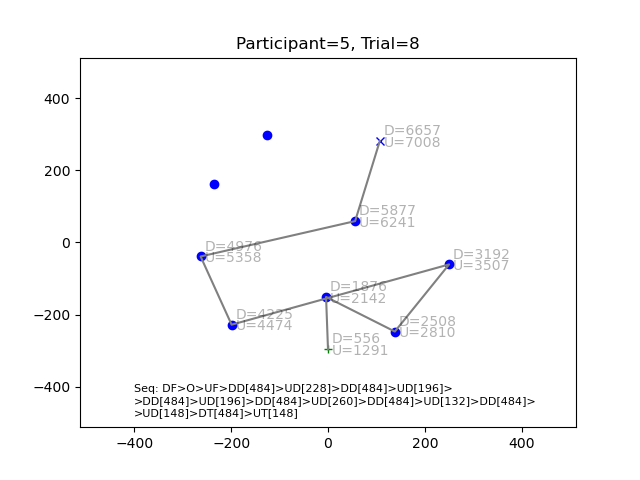 Participant=5, Trial=8
D=6657
U=7008
D=5877
U=6241
D=4976
U=5358
D=3192
U=3507
D=1876
U=2142
D=4225
U=4474
D=2508
U=2810
D=556
U=1291
Seq: DF>O>UF>DD[484]>UD[228]>DD[484]>UD[196]>
>DD[484]>UD[196]>DD[484]>UD[260]>DD[484]>UD[132]>DD[484]>
>UD[148]>DT[484]>UT[148]
400
200
0
−200
−400
−400
−200
0
200
400